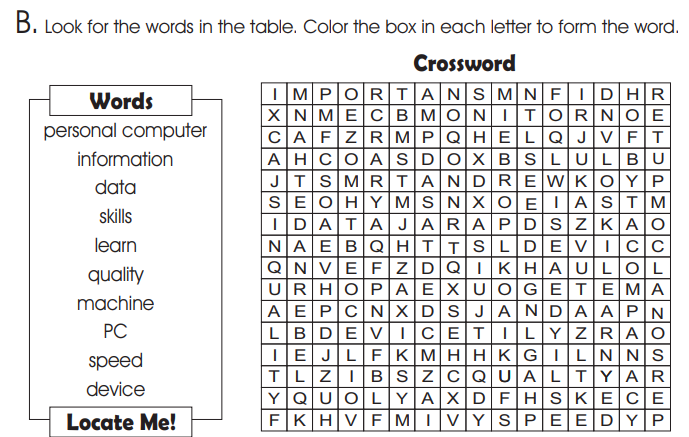 B. Look for the words in the table. Color the box in each letter to form the word.
Crossword
Words
personal computer
information
data
skills
learn
quality
machine
PC
speed
device
Locate Me!
I M P O R T A N S M N F I D H R
X N M E C B M O N I T O R N O E
C A F Z R M P Q H E L Q J V F T
A H C O A S D O X B S L U L B U
J T S M R T A N D R E W K O Y P
S E O H Y M S N X O E I A S T M
I D A T A J A R A P D S Z K A O
N A E B Q H T T S L D E V I C C
Q N V E F Z D Q I K H A U L O L
U R H O P A E X U O G E T E M A
A E P C N X D S J A N D A A P N
L B D E V I C E T I L Y Z R A O
I E J L F K M H H K G I L N N S
T L Z I B S Z C Q U A L T Y A R
Y Q U O L Y A X D F H S K E C E
F K H V F M I V Y S P E E D Y P